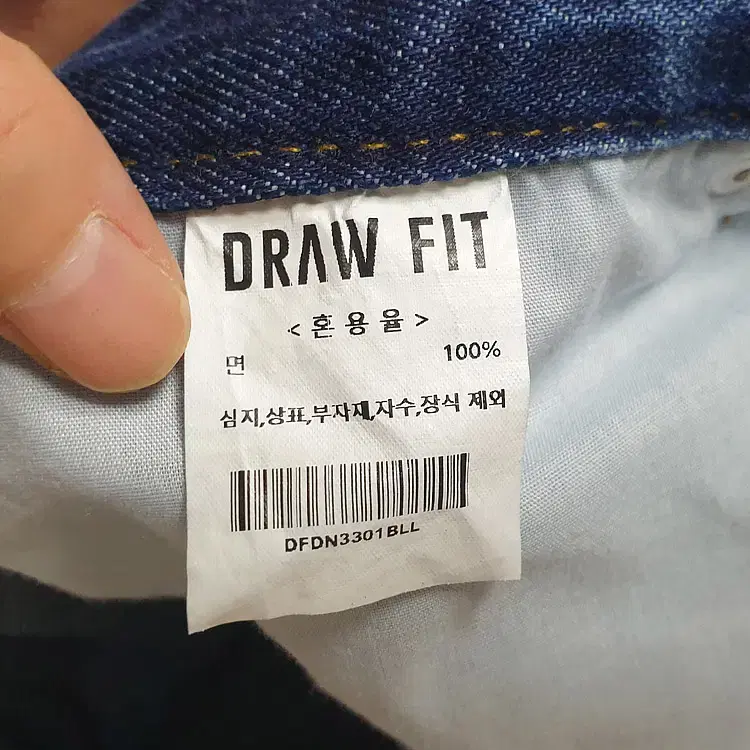 DRAW FIT
<혼용율>
면 100%
심지,상표,부자재,자수,장식 제외
DFDN3301BLL